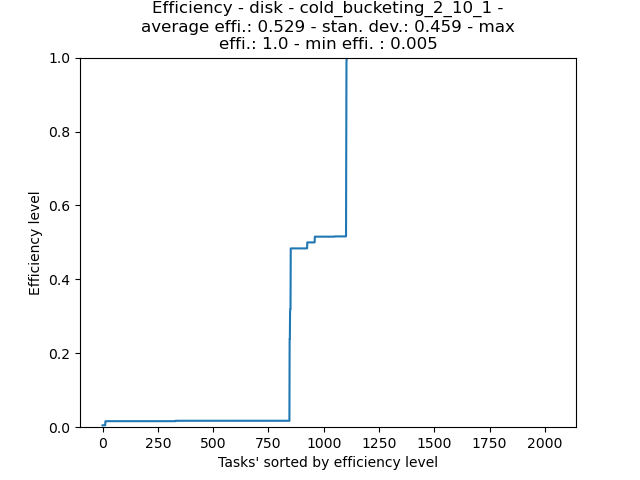 Efficiency - disk - cold_bucketing_2_10_1 -
average effi.: 0.529 - stan. dev.: 0.459 - max
effi.: 1.0 - min effi. : 0.005
1.0
0.8
0.6
0.4
0.2
0.0
Efficiency level
0 250 500 750 1000 1250 1500 1750 2000
Tasks' sorted by efficiency level